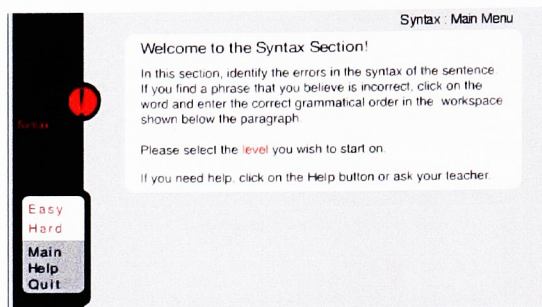 Syntax : Main Menu
Welcome to the Syntax Section!
In this section, identify the errors in the syntax of the sentence.
If you find a phrase that you believe is incorrect, click on the
word and enter the correct grammatical order in the workspace
shown below the paragraph
Please select the level you wish to start on.
If you need help, click on the Help button or ask your teacher.
Syntax
Easy
Hard
Main
Help
Quit